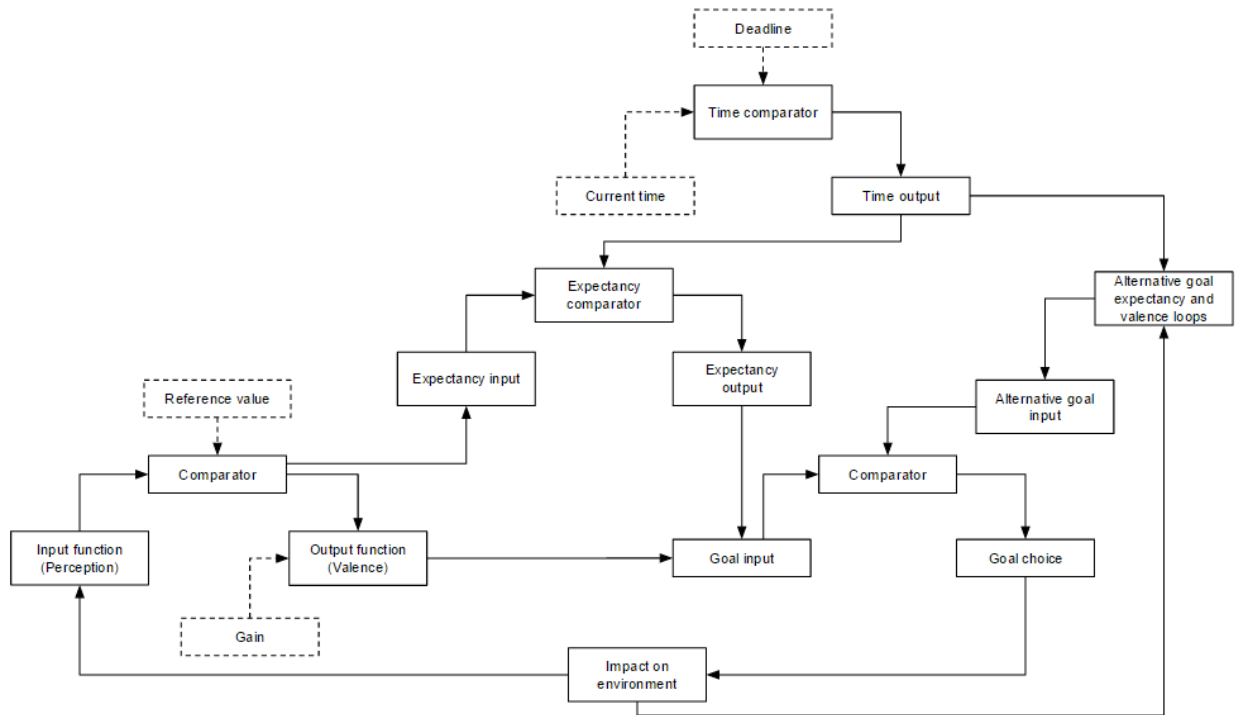 Deadline
Time comparator
Current time
Time output
Expectancy
comparator
Alternative goal
expectancy and
valence loops
Expectancy input
Expectancy
output
Reference value
Alternative goal
input
Comparator
Comparator
Input function
(Perception)
Output function
(Valence)
Goal input
Goal choice
Gain
Impact on
environment